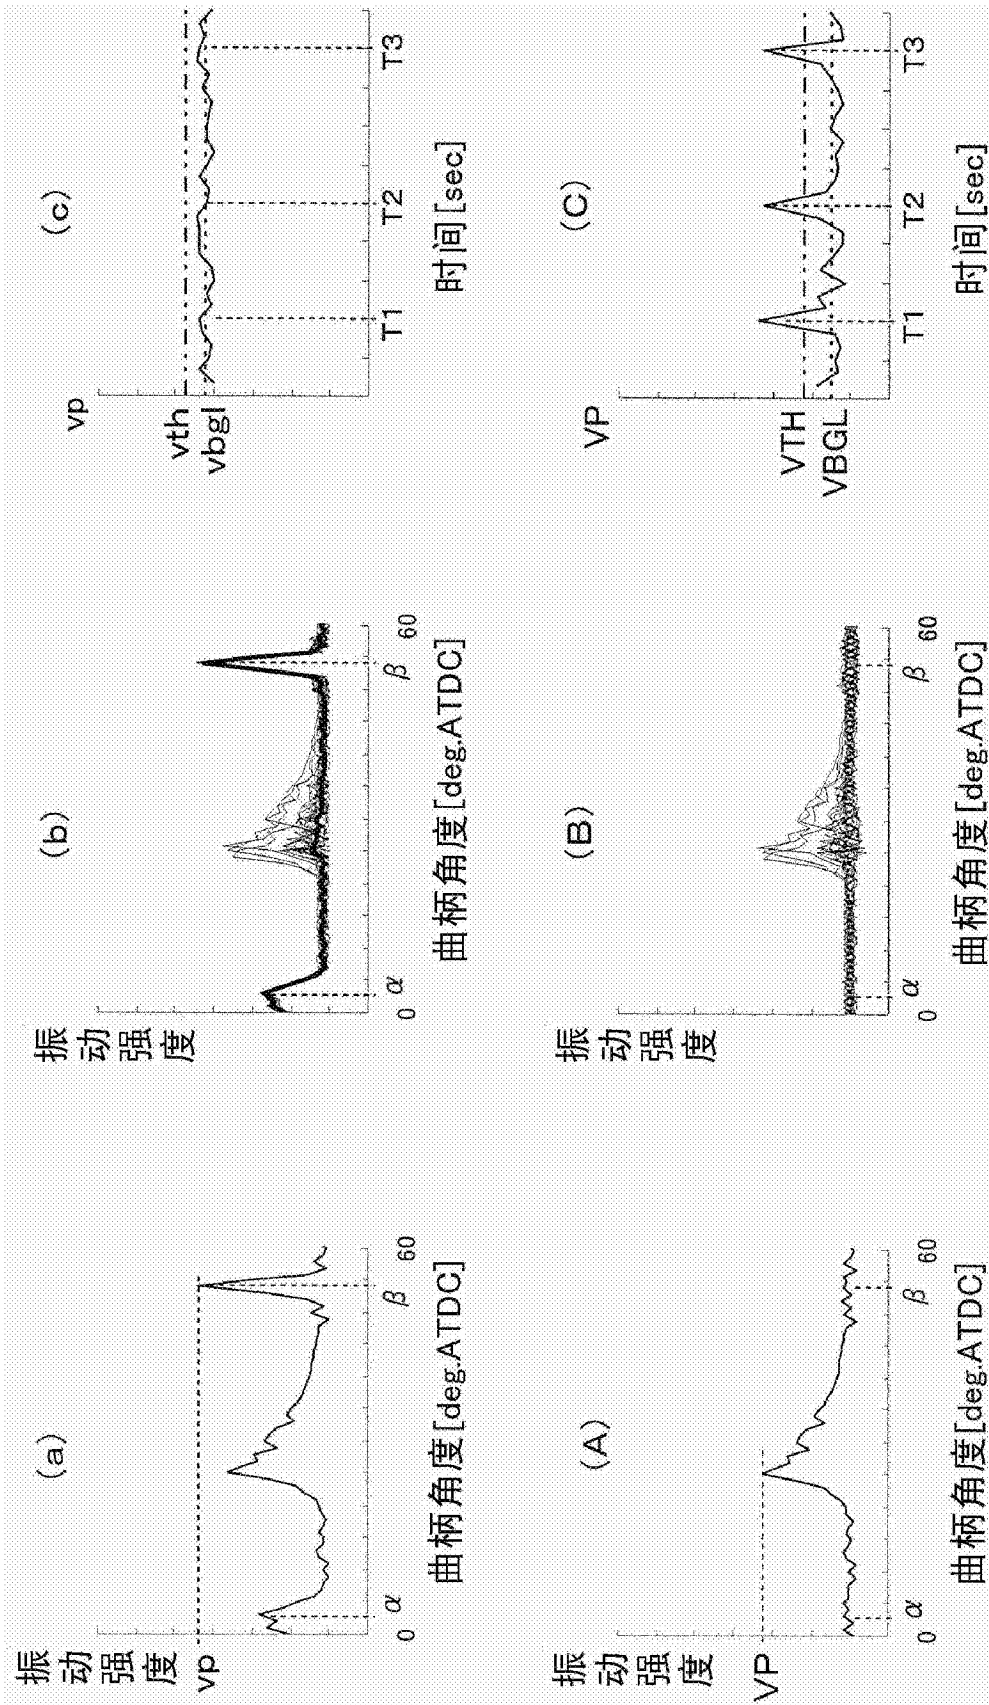 (a)
振动强度
vp
0
α
β
60
曲柄角度[deg.ATDC]
(b)
振动强度
0
α
β
60
曲柄角度[deg.ATDC]
(c)
vp
vth
vbgl
T1
T2
T3
时间[sec]
(A)
振动强度
VP
0
α
β
60
曲柄角度[deg.ATDC]
(B)
振动强度
0
α
β
60
曲柄角度[deg.ATDC]
(C)
VP
VTH
VBGL
T1
T2
T3
时间[sec]